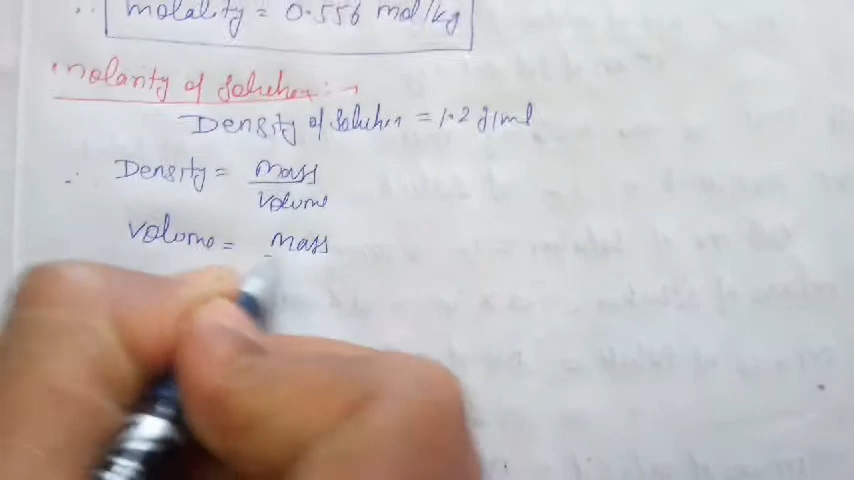 ∴ molality = 0.556 mol/kg
molarity of solution :→
Density of solution = 1.2 g/ml
∴ Density = mass / volume
volume = mass